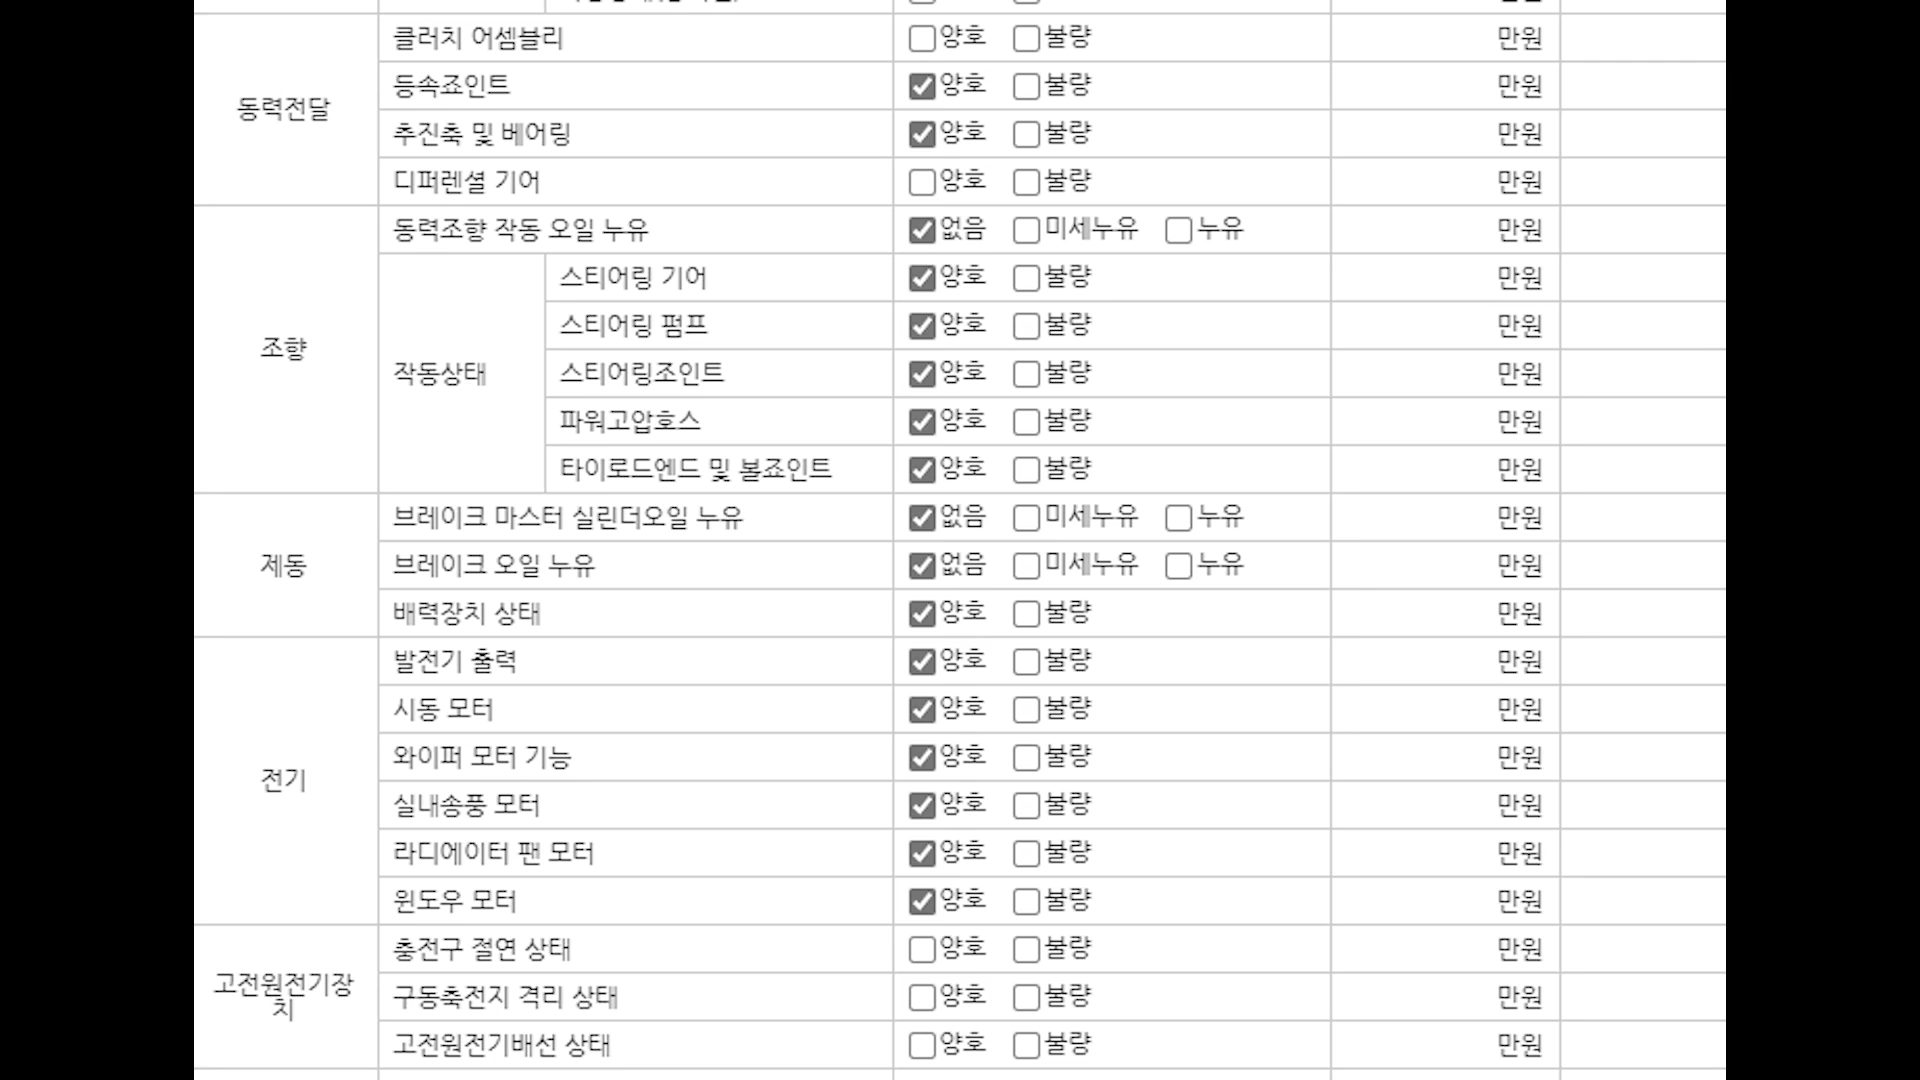 클러치 어셈블리 양호 불량 만원
등속죠인트 양호 불량 만원
동력전달
추진축 및 베어링 양호 불량 만원
디퍼렌셜 기어 양호 불량 만원
동력조향 작동 오일 누유 없음 미세누유 누유 만원
스티어링 기어 양호 불량 만원
스티어링 펌프 양호 불량 만원
조향
작동상태 스티어링조인트 양호 불량 만원
파워고압호스 양호 불량 만원
타이로드엔드 및 볼죠인트 양호 불량 만원
브레이크 마스터 실린더오일 누유 없음 미세누유 누유 만원
제동 브레이크 오일 누유 없음 미세누유 누유 만원
배력장치 상태 양호 불량 만원
발전기 출력 양호 불량 만원
시동 모터 양호 불량 만원
와이퍼 모터 기능 양호 불량 만원
전기
실내송풍 모터 양호 불량 만원
라디에이터 팬 모터 양호 불량 만원
윈도우 모터 양호 불량 만원
충전구 절연 상태 양호 불량 만원
고전원전기장
치
구동축전지 격리 상태 양호 불량 만원
고전원전기배선 상태 양호 불량 만원